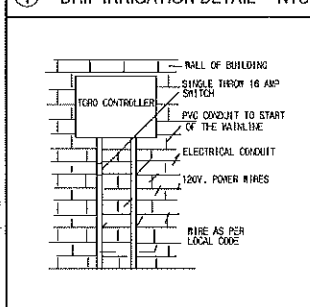 DRIP IRRIGATION DETAIL - NTS
WALL OF BUILDING
SINGLE THROW 16 AMP
SWITCH
TORO CONTROLLER
PVC CONDUIT TO START
OF THE MAINLINE
ELECTRICAL CONDUIT
120V. POWER WIRES
WIRE AS PER
LOCAL CODE